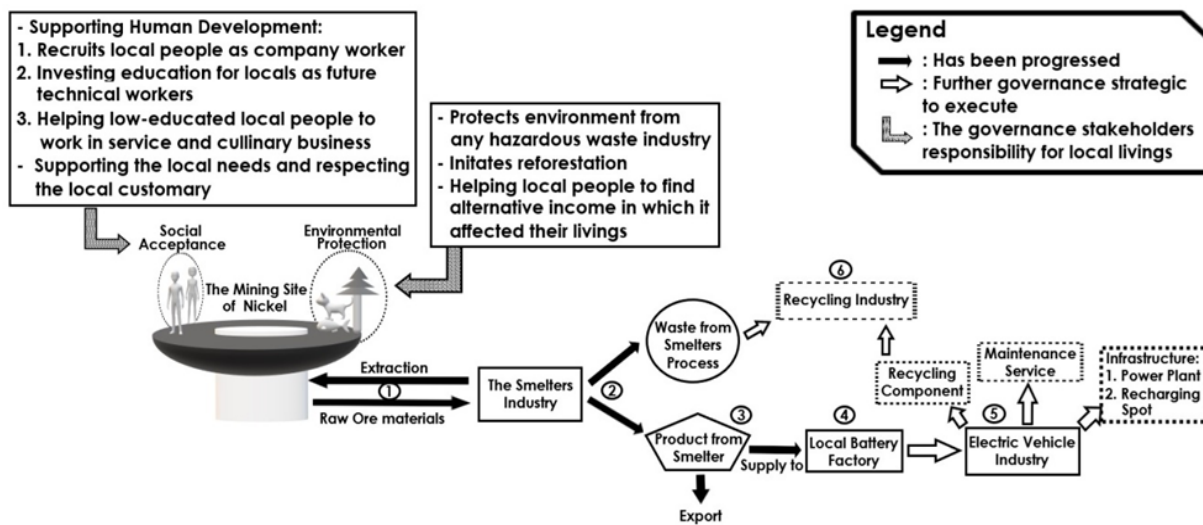 - Supporting Human Development:
1. Recruits local people as company worker
2. Investing education for locals as future
technical workers
3. Helping low-educated local people to
work in service and cullinary business
- Supporting the local needs and respecting
the local customary
- Protects environment from
any hazardous waste industry
- Initates reforestation
- Helping local people to find
alternative income in which it
affected their livings
Legend
: Has been progressed
: Further governance strategic
to execute
: The governance stakeholders
responsibility for local livings
Social
Acceptance
Environmental
Protection
The Mining Site
of Nickel
Extraction
1
Raw Ore materials
The Smelters
Industry
2
Waste from
Smelters
Process
6
Recycling Industry
Recycling
Component
Maintenance
Service
Infrastructure:
1. Power Plant
2. Recharging
Spot
3
Product from
Smelter
Supply to
4
Local Battery
Factory
5
Electric Vehicle
Industry
Export